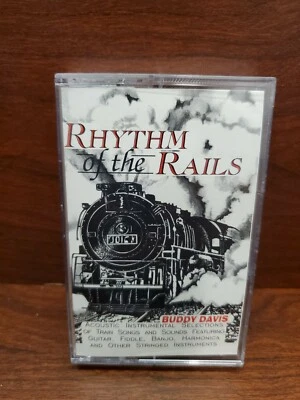 RHYTHM
of the RAILS
BUDDY DAVIS
ACOUSTIC INSTRUMENTAL SELECTIONS
OF TRAIN SONGS AND SOUNDS FEATURING
GUITAR, FIDDLE, BANJO, HARMONICA
AND OTHER STRINGED INSTRUMENTS